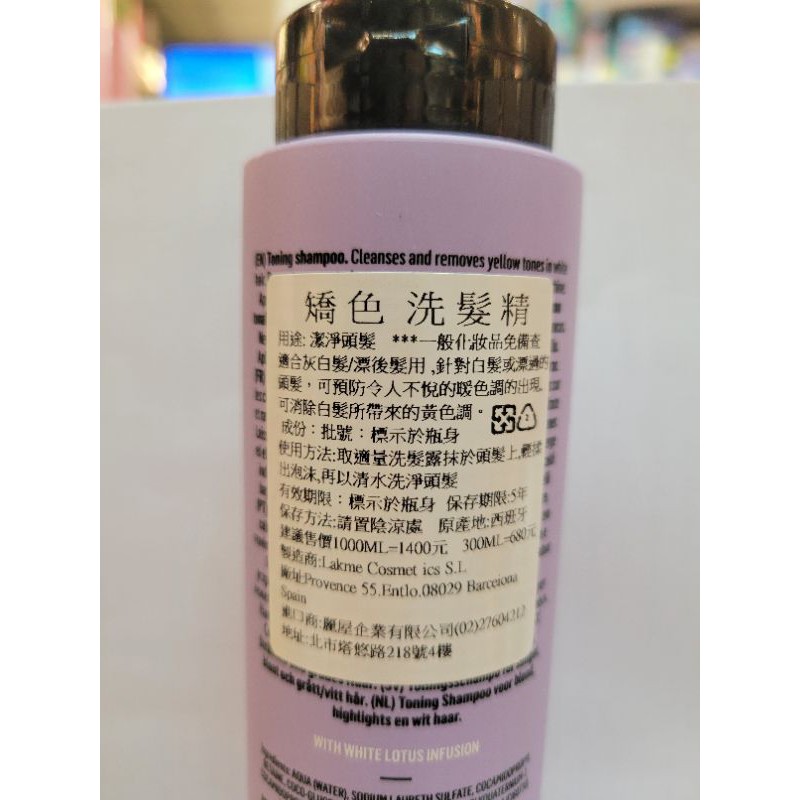 (EN) Toning shampoo. Cleanses and removes yellow tones in white
矯色 洗髮精
用途: 潔淨頭髮 ***一般化妝品免備查
適合灰白髮/漂後髮用 ,針對白髮或漂過的
頭髮，可預防令人不悅的暖色調的出現,
可消除白髮所帶來的黃色調。
成份：批號：標示於瓶身
使用方法:取適量洗髮露抹於頭髮上,輕揉
出泡沫,再以清水洗淨頭髮
有效期限：標示於瓶身 保存期限:5年
保存方法:請置陰涼處 原產地:西班牙
建議售價1000ML=1400元 300ML=680元
製造商:Lakme Cosmet ics S.L
廠址:Provence 55.Entlo.08029 Barcelona
Spain
進口商:麗屋企業有限公司(02)27604212
地址:北市塔悠路218號4樓
blont och grått/vitt hår. (NL) Toning Shampoo voor blond,
highlights en wit haar.
WITH WHITE LOTUS INFUSION
Ingredients: AQUA (WATER), SODIUM LAURETH SULFATE, COCAMIDOPROPYL